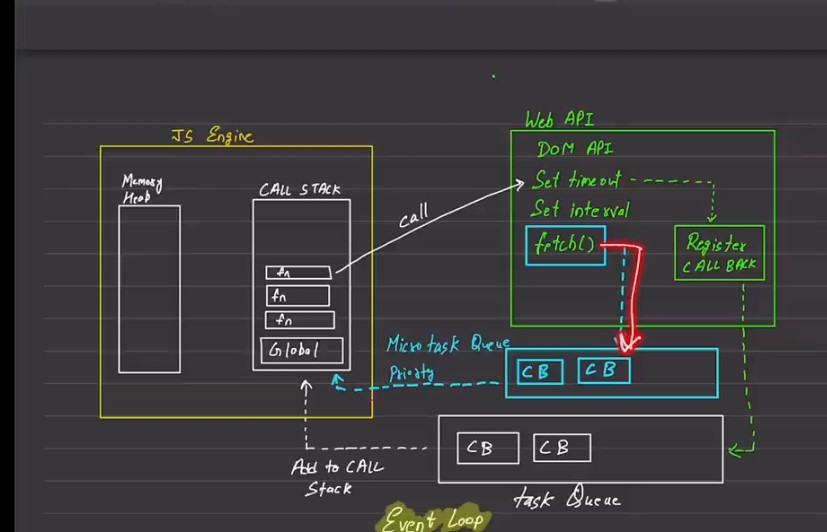 JS Engine
Memory
Heap
CALL STACK
fn
fn
fn
Global
call
Web API
DOM API
Set timeout
Set interval
fetch()
Register
CALL BACK
Micro task Queue
Priority
CB
CB
CB
CB
Add to CALL
Stack
task Queue
Event Loop